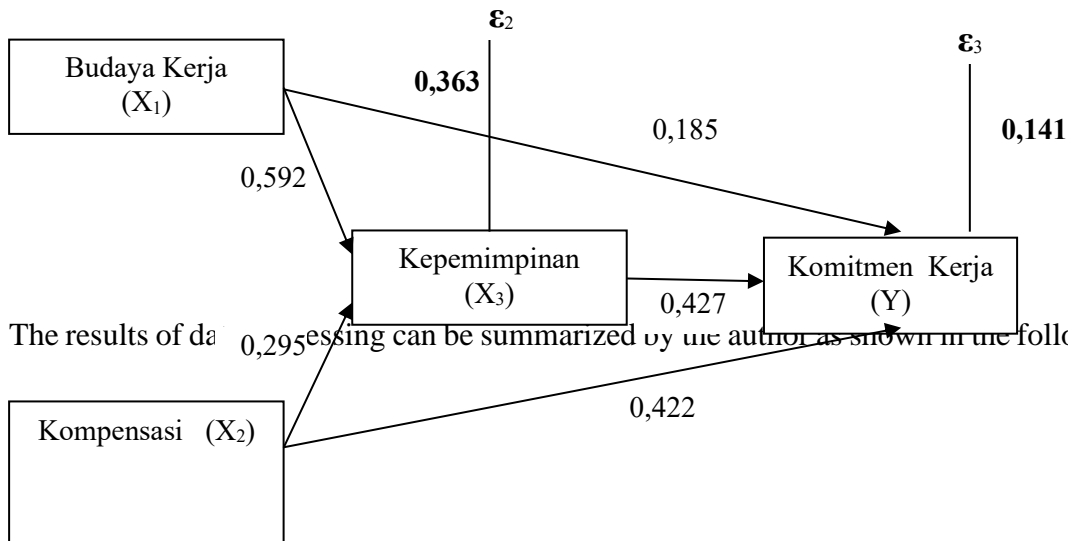 ε2
ε3
Budaya Kerja
(X1)
0,363
0,185
0,141
0,592
Kepemimpinan
(X3)
Komitmen Kerja
(Y)
0,427
The results of da essing can be summarized by the author as shown in the follo
0,295
0,422
Kompensasi (X2)